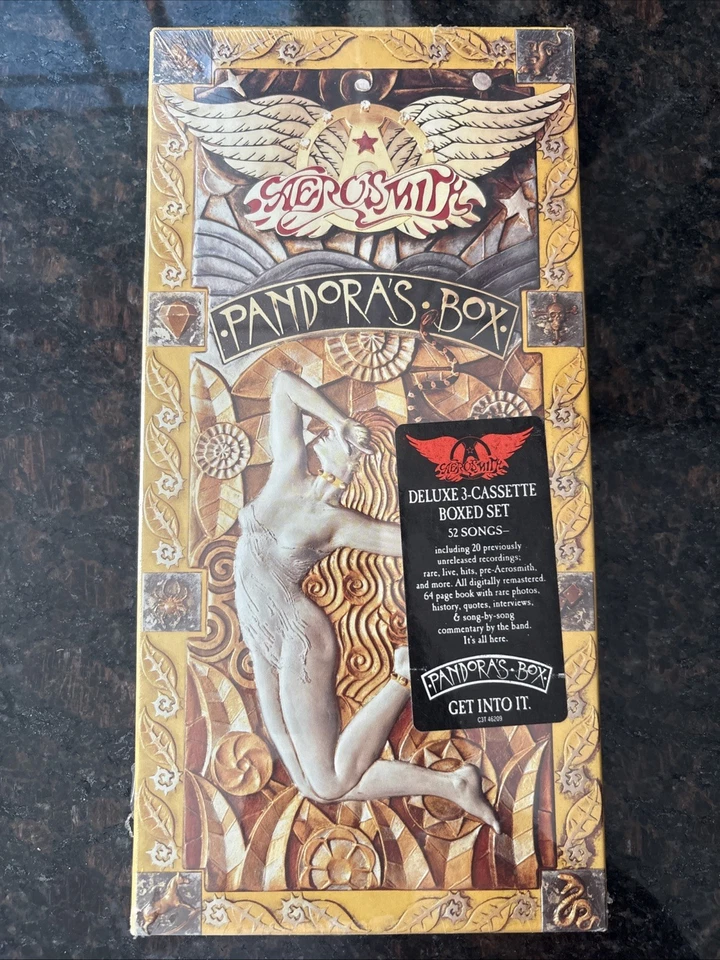 AEROSMITH
PANDORA'S · BOX
AEROSMITH
DELUXE 3-CASSETTE
BOXED SET
52 SONGS—
including 20 previously
unreleased recordings;
rare, live, hits, pre-Aerosmith,
and more. All digitally remastered.
64 page book with rare photos,
history, quotes, interviews,
& song-by-song
commentary by the band.
It's all here.
·PANDORA'S·BOX·
GET INTO IT.
C3T 46209